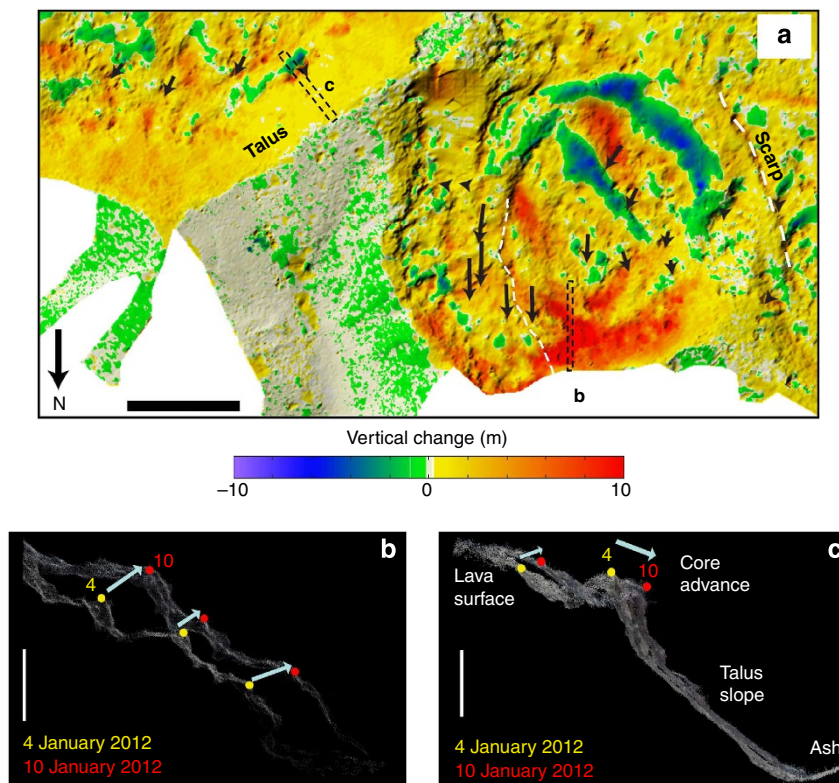 a
c
Talus
Scarp
N
b
Vertical change (m)
–10
0
10
b
10
4
4 January 2012
10 January 2012
c
4
10
Core
advance
Lava
surface
Talus
slope
Ash
4 January 2012
10 January 2012